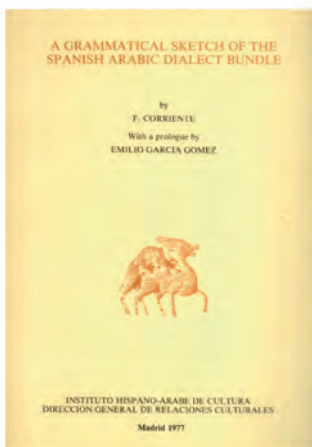 A GRAMMATICAL SKETCH OF THE
SPANISH ARABIC DIALECT BUNDLE
by
F. CORRIENTE
With a prologue by
EMILIO GARCIA GOMEZ
INSTITUTO HISPANO-ARABE DE CULTURA
DIRECCION GENERAL DE RELACIONES CULTURALES
Madrid 1977